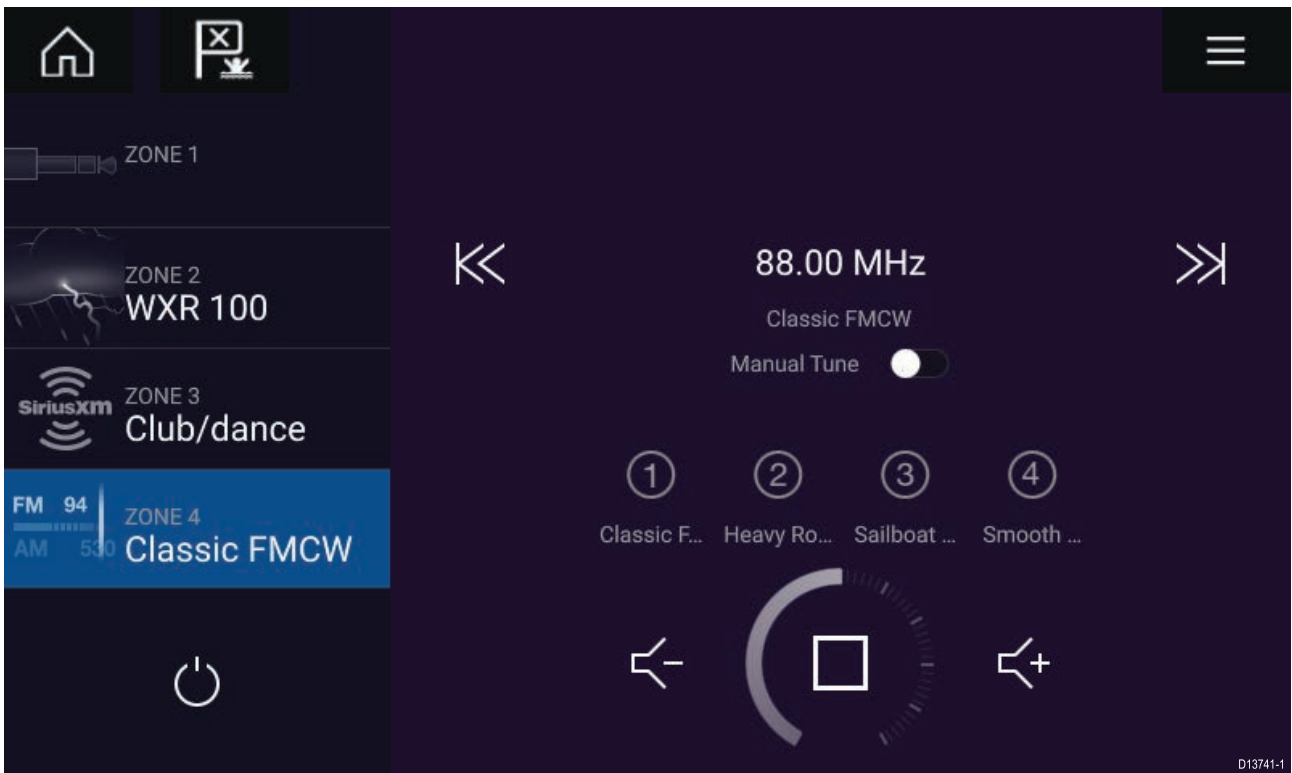 ZONE 1
ZONE 2
WXR 100
siriusxm
ZONE 3
Club/dance
FM 94
AM 530
ZONE 4
Classic FMCW
88.00 MHz
Classic FMCW
Manual Tune
1 2 3 4
Classic F... Heavy Ro... Sailboat ... Smooth ...
D13741-1